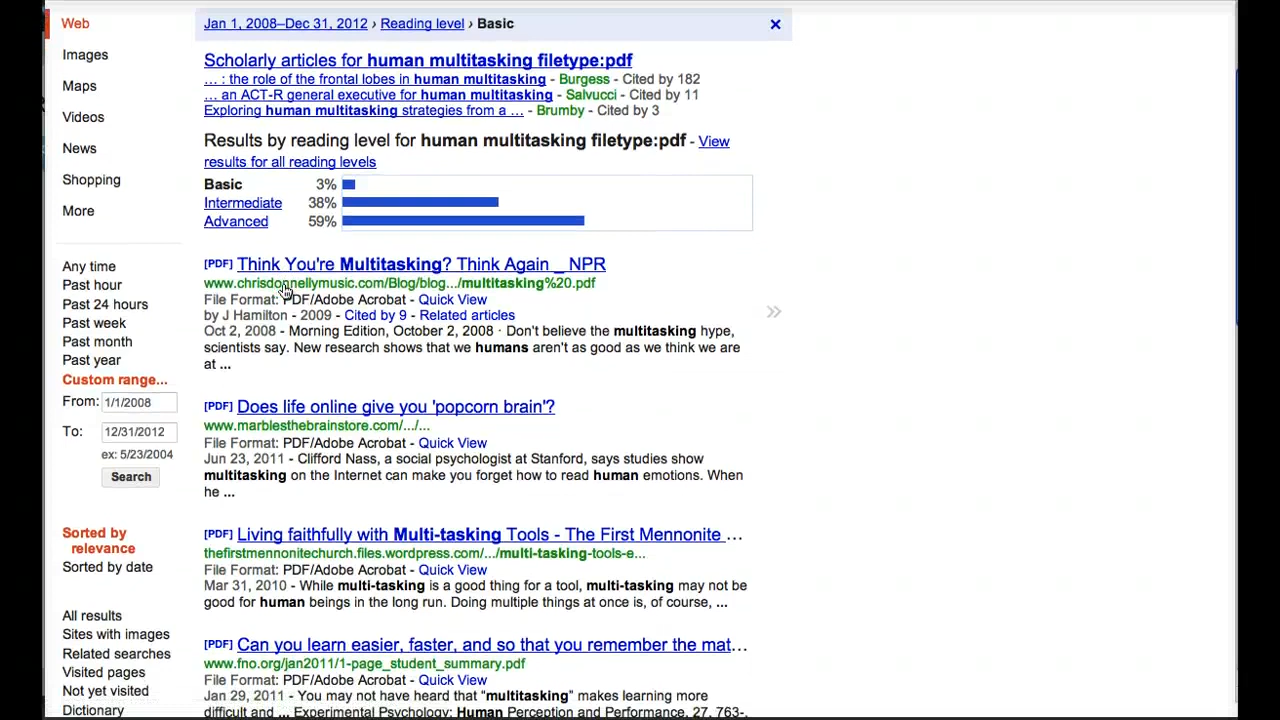 Web
Images
Maps
Videos
News
Shopping
More
Any time
Past hour
Past 24 hours
Past week
Past month
Past year
Custom range...
From: 1/1/2008
To: 12/31/2012
ex: 5/23/2004
Search
Sorted by
relevance
Sorted by date
All results
Sites with images
Related searches
Visited pages
Not yet visited
Dictionary
Jan 1, 2008–Dec 31, 2012 › Reading level › Basic ×
Scholarly articles for human multitasking filetype:pdf
... : the role of the frontal lobes in human multitasking - Burgess - Cited by 182
... an ACT-R general executive for human multitasking - Salvucci - Cited by 11
Exploring human multitasking strategies from a ... - Brumby - Cited by 3
Results by reading level for human multitasking filetype:pdf - View
results for all reading levels
Basic 3%
Intermediate 38%
Advanced 59%
[PDF] Think You're Multitasking? Think Again _ NPR
www.chrisdonnellymusic.com/Blog/blog.../multitasking%20.pdf
File Format: PDF/Adobe Acrobat - Quick View
by J Hamilton - 2009 - Cited by 9 - Related articles
Oct 2, 2008 - Morning Edition, October 2, 2008 · Don't believe the multitasking hype,
scientists say. New research shows that we humans aren't as good as we think we are
at ...
[PDF] Does life online give you 'popcorn brain'?
www.marblesthebrainstore.com/.../...
File Format: PDF/Adobe Acrobat - Quick View
Jun 23, 2011 - Clifford Nass, a social psychologist at Stanford, says studies show
multitasking on the Internet can make you forget how to read human emotions. When
he ...
[PDF] Living faithfully with Multi-tasking Tools - The First Mennonite ...
thefirstmennonitechurch.files.wordpress.com/.../multi-tasking-tools-e...
File Format: PDF/Adobe Acrobat - Quick View
Mar 31, 2010 - While multi-tasking is a good thing for a tool, multi-tasking may not be
good for human beings in the long run. Doing multiple things at once is, of course, ...
[PDF] Can you learn easier, faster, and so that you remember the mat...
www.fno.org/jan2011/1-page_student_summary.pdf
File Format: PDF/Adobe Acrobat - Quick View
Jan 29, 2011 - You may not have heard that "multitasking" makes learning more
difficult and ... Experimental Psychology: Human Perception and Performance, 27, 763-.
»